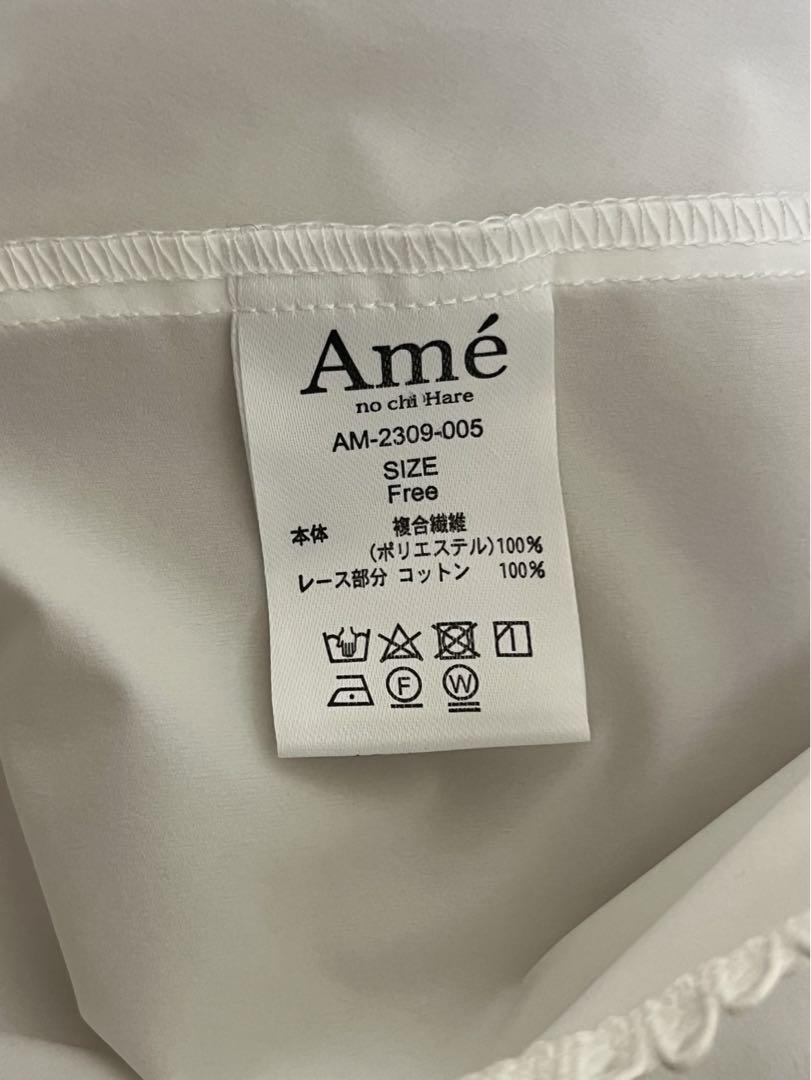 Amé
no chi Hare
AM-2309-005
SIZE
Free
本体 複合繊維
(ポリエステル)100%
レース部分 コットン 100%
F W